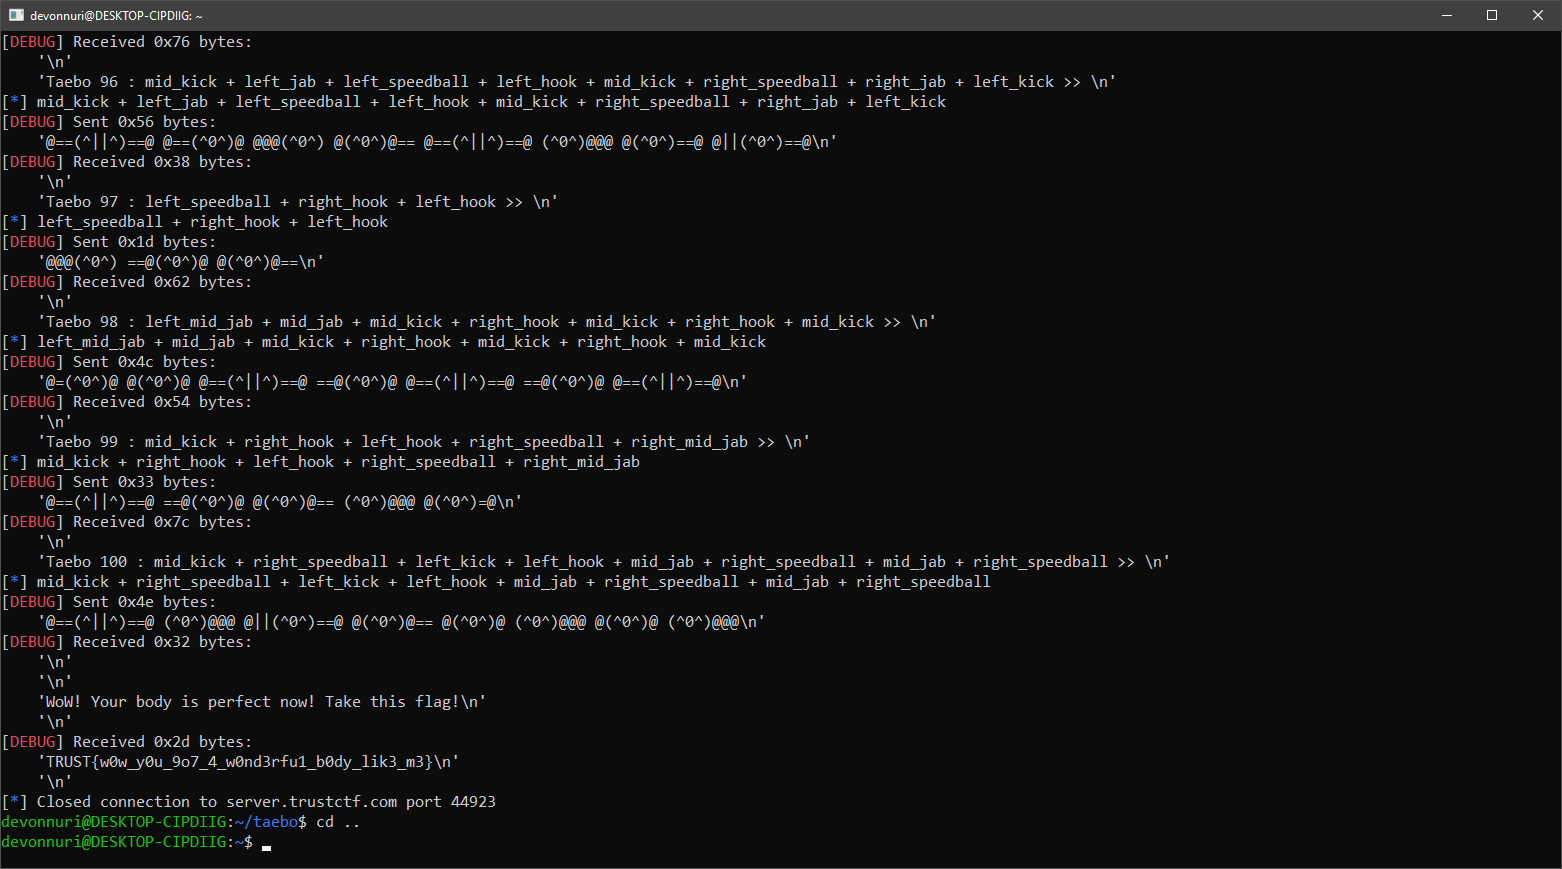 devonnuri@DESKTOP-CIPDIIG: ~
[DEBUG] Received 0x76 bytes:
    '\n'
    'Taebo 96 : mid_kick + left_jab + left_speedball + left_hook + mid_kick + right_speedball + right_jab + left_kick >> \n'
[*] mid_kick + left_jab + left_speedball + left_hook + mid_kick + right_speedball + right_jab + left_kick
[DEBUG] Sent 0x56 bytes:
    '@==(^||^)==@ @==(^0^)@ @@@(^0^) @(^0^)@== @==(^||^)==@ (^0^)@@@ @(^0^)==@ @||(^0^)==@\n'
[DEBUG] Received 0x38 bytes:
    '\n'
    'Taebo 97 : left_speedball + right_hook + left_hook >> \n'
[*] left_speedball + right_hook + left_hook
[DEBUG] Sent 0x1d bytes:
    '@@@(^0^) ==@(^0^)@ @(^0^)@==\n'
[DEBUG] Received 0x62 bytes:
    '\n'
    'Taebo 98 : left_mid_jab + mid_jab + mid_kick + right_hook + mid_kick + right_hook + mid_kick >> \n'
[*] left_mid_jab + mid_jab + mid_kick + right_hook + mid_kick + right_hook + mid_kick
[DEBUG] Sent 0x4c bytes:
    '@=(^0^)@ @(^0^)@ @==(^||^)==@ ==@(^0^)@ @==(^||^)==@ ==@(^0^)@ @==(^||^)==@\n'
[DEBUG] Received 0x54 bytes:
    '\n'
    'Taebo 99 : mid_kick + right_hook + left_hook + right_speedball + right_mid_jab >> \n'
[*] mid_kick + right_hook + left_hook + right_speedball + right_mid_jab
[DEBUG] Sent 0x33 bytes:
    '@==(^||^)==@ ==@(^0^)@ @(^0^)@== (^0^)@@@ @(^0^)=@\n'
[DEBUG] Received 0x7c bytes:
    '\n'
    'Taebo 100 : mid_kick + right_speedball + left_kick + left_hook + mid_jab + right_speedball + mid_jab + right_speedball >> \n'
[*] mid_kick + right_speedball + left_kick + left_hook + mid_jab + right_speedball + mid_jab + right_speedball
[DEBUG] Sent 0x4e bytes:
    '@==(^||^)==@ (^0^)@@@ @||(^0^)==@ @(^0^)@== @(^0^)@ (^0^)@@@ @(^0^)@ (^0^)@@@\n'
[DEBUG] Received 0x32 bytes:
    '\n'
    '\n'
    'WoW! Your body is perfect now! Take this flag!\n'
    '\n'
[DEBUG] Received 0x2d bytes:
    'TRUST{w0w_y0u_9o7_4_w0nd3rfu1_b0dy_lik3_m3}\n'
    '\n'
[*] Closed connection to server.trustctf.com port 44923
devonnuri@DESKTOP-CIPDIIG:~/taebo$ cd ..
devonnuri@DESKTOP-CIPDIIG:~$